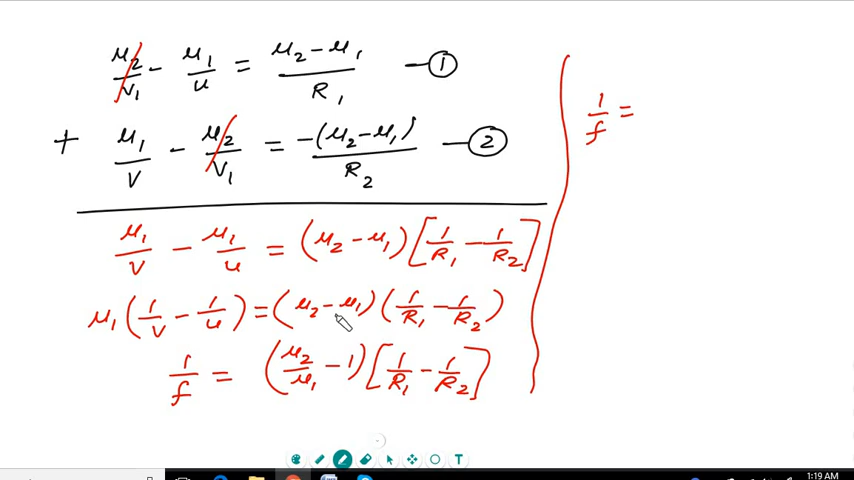 μ₂/v₁ − μ₁/u = (μ₂ − μ₁)/R₁ — ①
+ μ₁/v − μ₂/v₁ = −(μ₂ − μ₁)/R₂ — ②
μ₁/v − μ₁/u = (μ₂ − μ₁)[1/R₁ − 1/R₂]
μ₁(1/v − 1/u) = (μ₂ − μ₁)(1/R₁ − 1/R₂)
1/f = (μ₂/μ₁ − 1)[1/R₁ − 1/R₂]
1/f =
T
1:19 AM